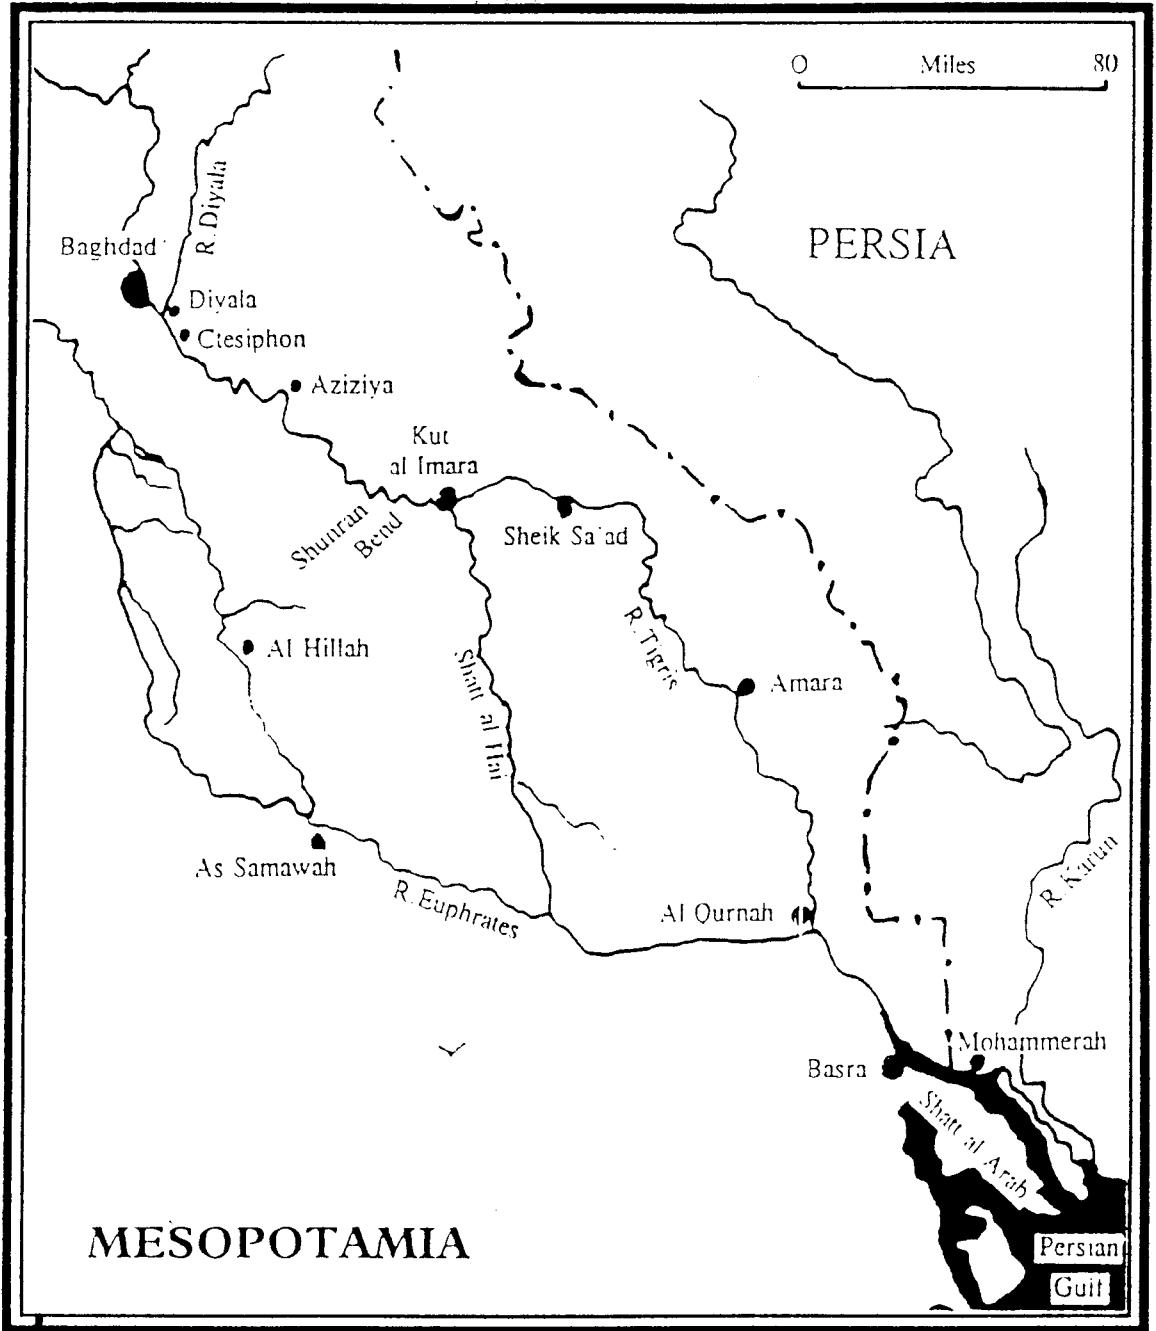 0 Miles 80
R. Diyala
PERSIA
Baghdad
Diyala
Ctesiphon
Aziziya
Kut
al Imara
Shunran
Bend
Sheik Sa'ad
R. Tigris
Al Hillah
Shatt al Hai
Amara
As Samawah
R. Euphrates
Al Qurnah
R. Karun
Mohammerah
Basra
Shatt al Arab
MESOPOTAMIA
Persian
Gulf